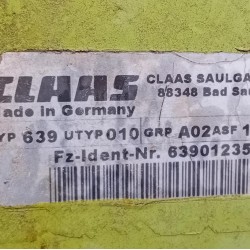 CLAAS CLAAS SAULGA
88348 Bad Sau
ade in Germany
YP 639 UTYP 010 GRP A02 ASF 1
Fz-Ident-Nr. 63901235